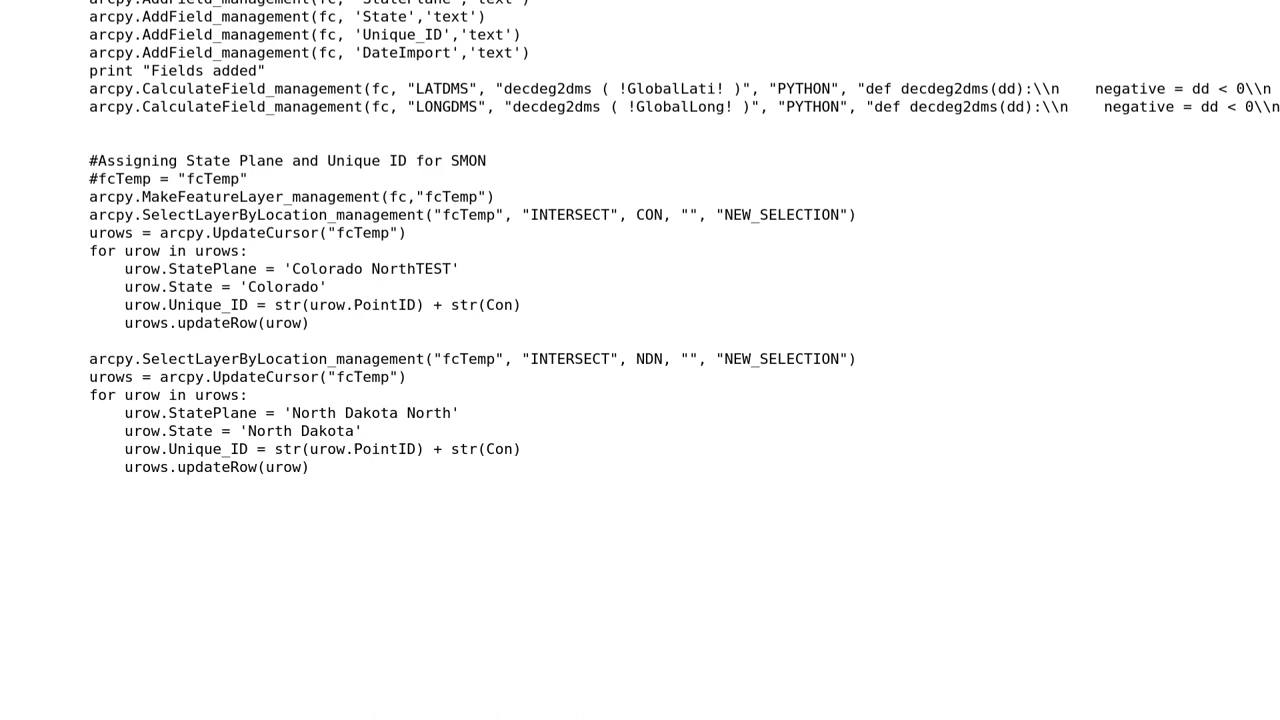 arcpy.AddField_management(fc, 'StatePlane','text')
arcpy.AddField_management(fc, 'State','text')
arcpy.AddField_management(fc, 'Unique_ID','text')
arcpy.AddField_management(fc, 'DateImport','text')
print "Fields added"
arcpy.CalculateField_management(fc, "LATDMS", "decdeg2dms ( !GlobalLati! )", "PYTHON", "def decdeg2dms(dd):\\n    negative = dd < 0\\n
arcpy.CalculateField_management(fc, "LONGDMS", "decdeg2dms ( !GlobalLong! )", "PYTHON", "def decdeg2dms(dd):\\n    negative = dd < 0\\n
#Assigning State Plane and Unique ID for SMON
#fcTemp = "fcTemp"
arcpy.MakeFeatureLayer_management(fc,"fcTemp")
arcpy.SelectLayerByLocation_management("fcTemp", "INTERSECT", CON, "", "NEW_SELECTION")
urows = arcpy.UpdateCursor("fcTemp")
for urow in urows:
    urow.StatePlane = 'Colorado NorthTEST'
    urow.State = 'Colorado'
    urow.Unique_ID = str(urow.PointID) + str(Con)
    urows.updateRow(urow)
arcpy.SelectLayerByLocation_management("fcTemp", "INTERSECT", NDN, "", "NEW_SELECTION")
urows = arcpy.UpdateCursor("fcTemp")
for urow in urows:
    urow.StatePlane = 'North Dakota North'
    urow.State = 'North Dakota'
    urow.Unique_ID = str(urow.PointID) + str(Con)
    urows.updateRow(urow)